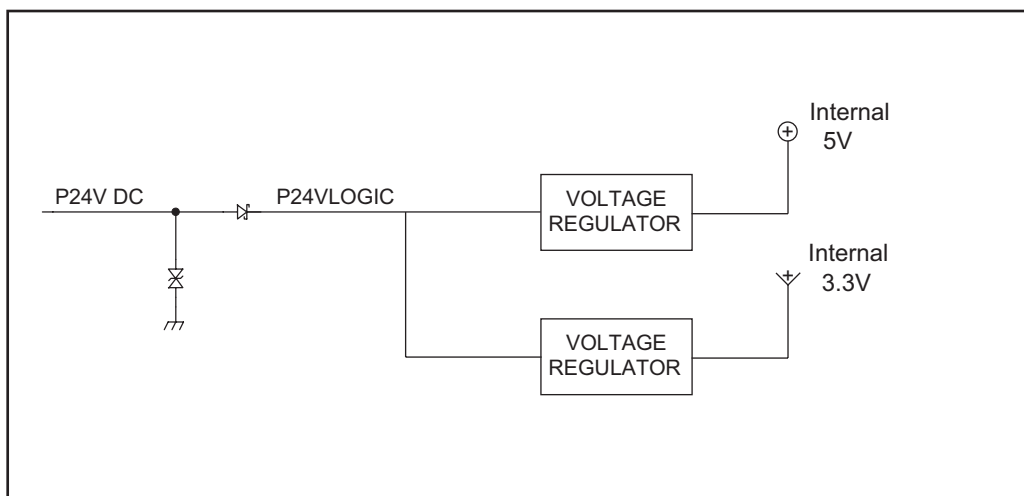 P24V DC
P24VLOGIC
VOLTAGE
REGULATOR
Internal
5V
VOLTAGE
REGULATOR
Internal
3.3V